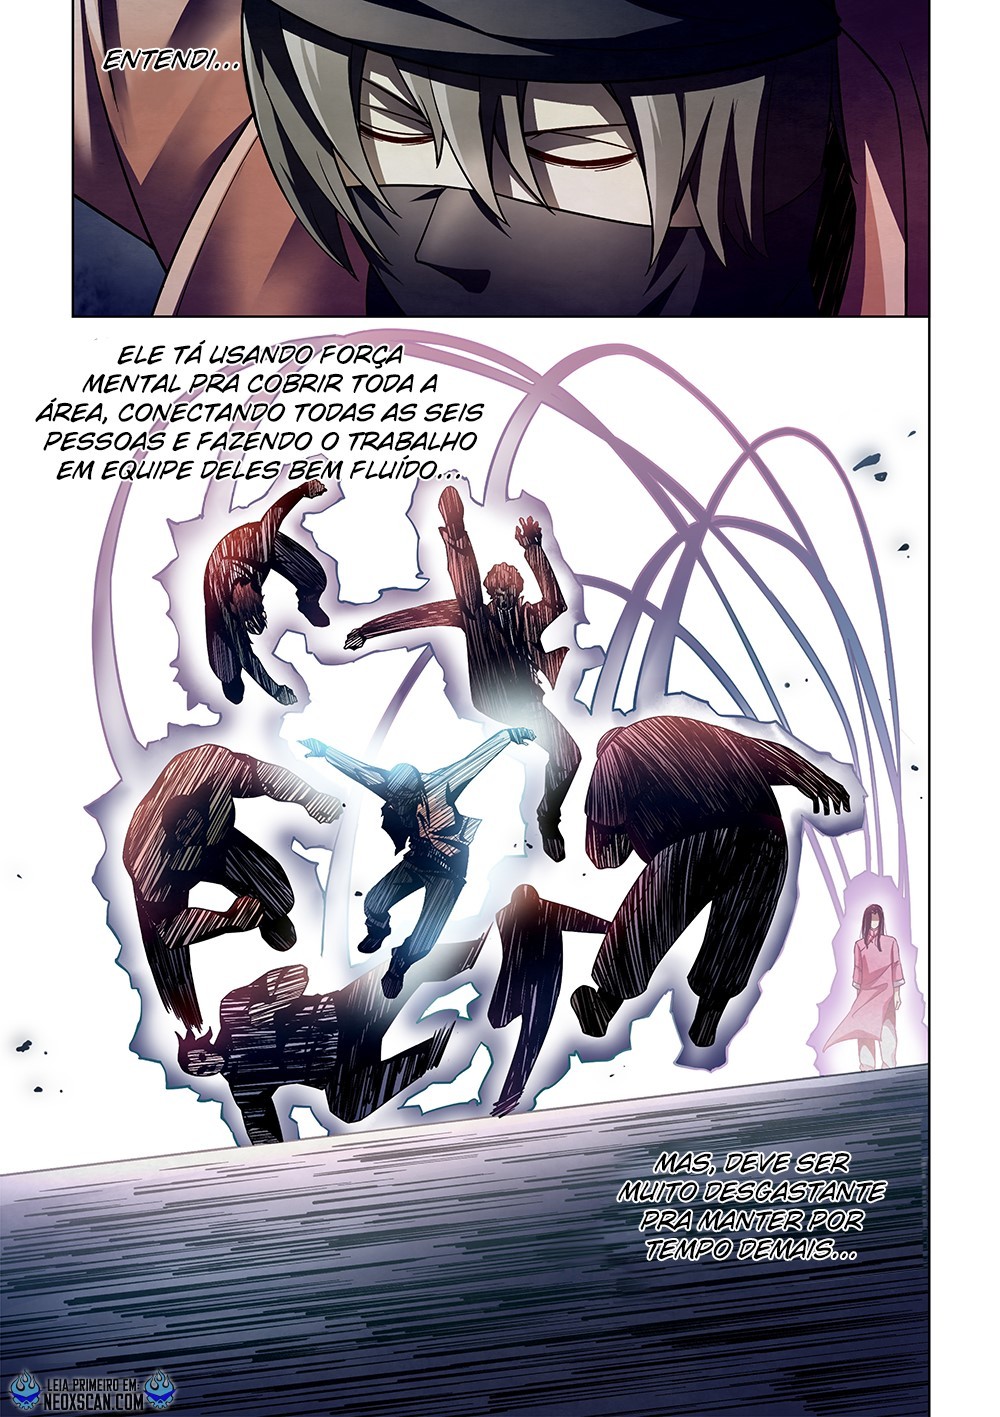 ENTENDI...
ELE TÁ USANDO FORÇA
MENTAL PRA COBRIR TODA A
ÁREA, CONECTANDO TODAS AS SEIS
PESSOAS E FAZENDO O TRABALHO
EM EQUIPE DELES BEM FLUÍDO...
MAS, DEVE SER
MUITO DESGASTANTE
PRA MANTER POR
TEMPO DEMAIS...
LEIA PRIMEIRO EM
NEOXSCAN.COM